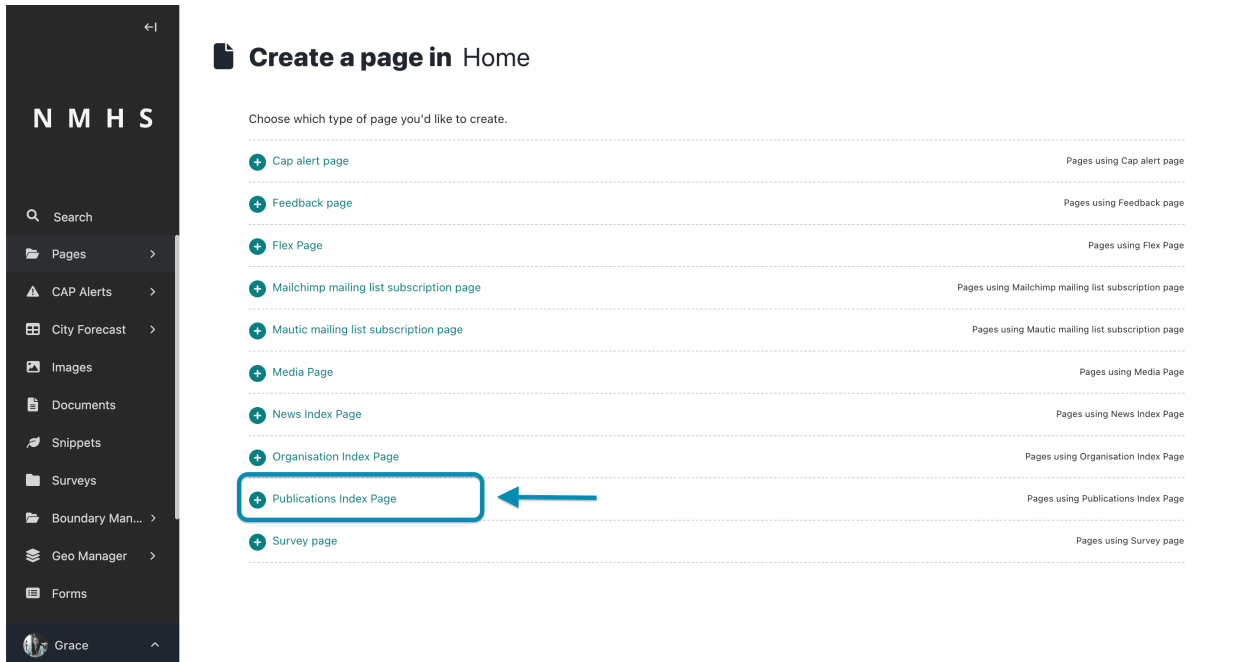 NMHS
Search
Pages
CAP Alerts
City Forecast
Images
Documents
Snippets
Surveys
Boundary Man...
Geo Manager
Forms
Grace
Create a page in Home
Choose which type of page you'd like to create.
Cap alert page Pages using Cap alert page
Feedback page Pages using Feedback page
Flex Page Pages using Flex Page
Mailchimp mailing list subscription page Pages using Mailchimp mailing list subscription page
Mautic mailing list subscription page Pages using Mautic mailing list subscription page
Media Page Pages using Media Page
News Index Page Pages using News Index Page
Organisation Index Page Pages using Organisation Index Page
Publications Index Page Pages using Publications Index Page
Survey page Pages using Survey page